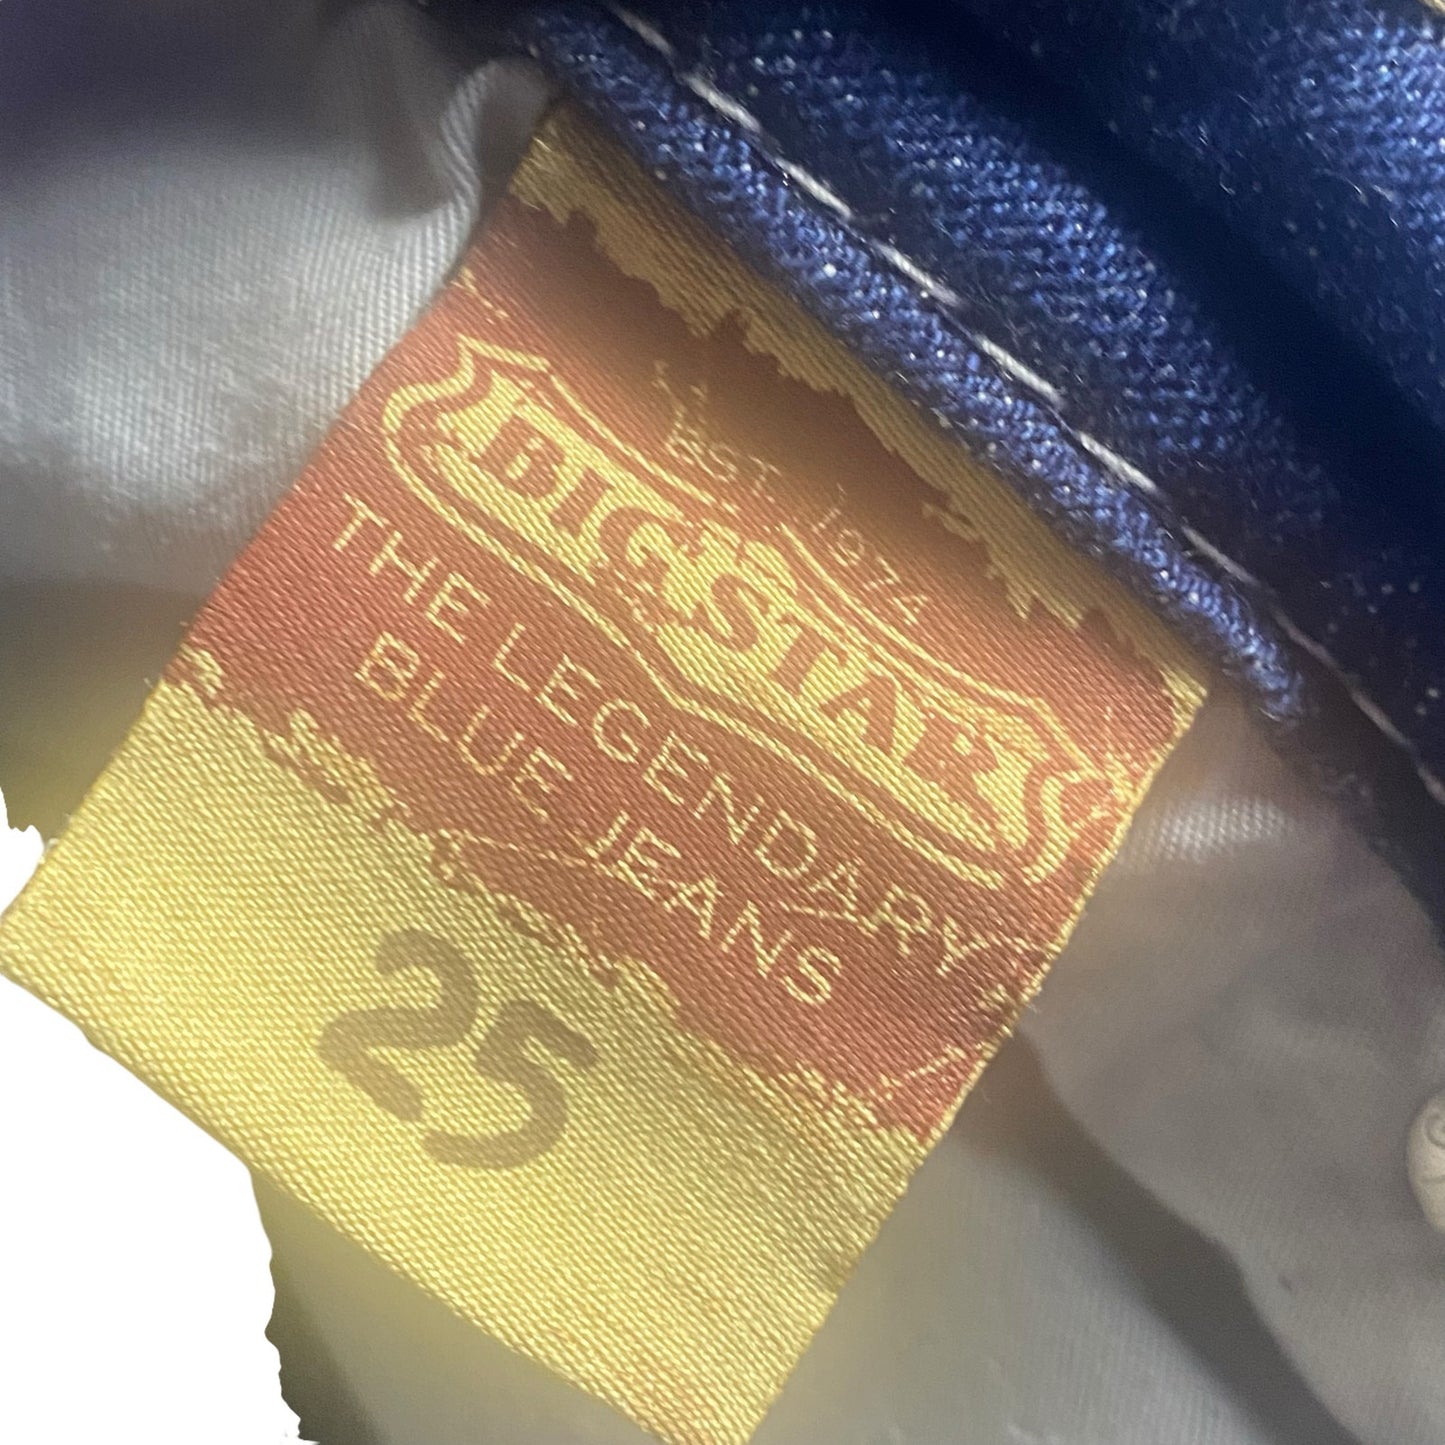 EST. 1974
BIG STAR
THE LEGENDARY
BLUE JEANS
25